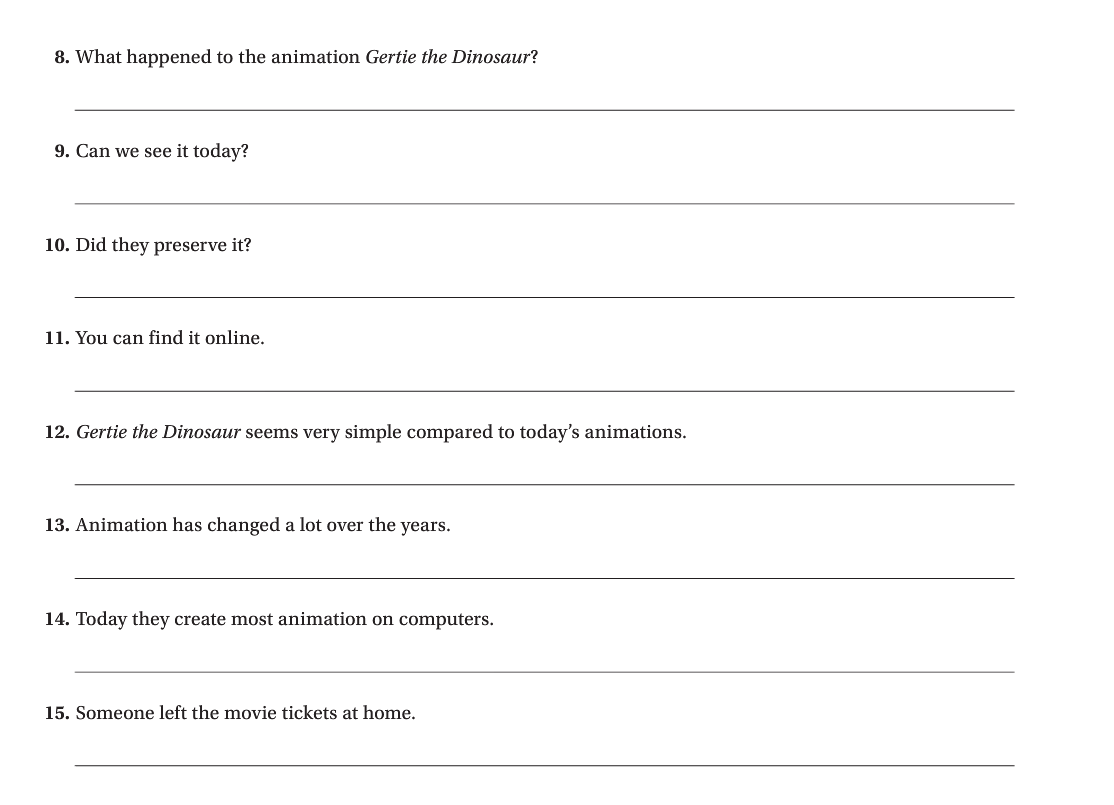 8. What happened to the animation Gertie the Dinosaur?
9. Can we see it today?
10. Did they preserve it?
11. You can find it online.
12. Gertie the Dinosaur seems very simple compared to today’s animations.
13. Animation has changed a lot over the years.
14. Today they create most animation on computers.
15. Someone left the movie tickets at home.